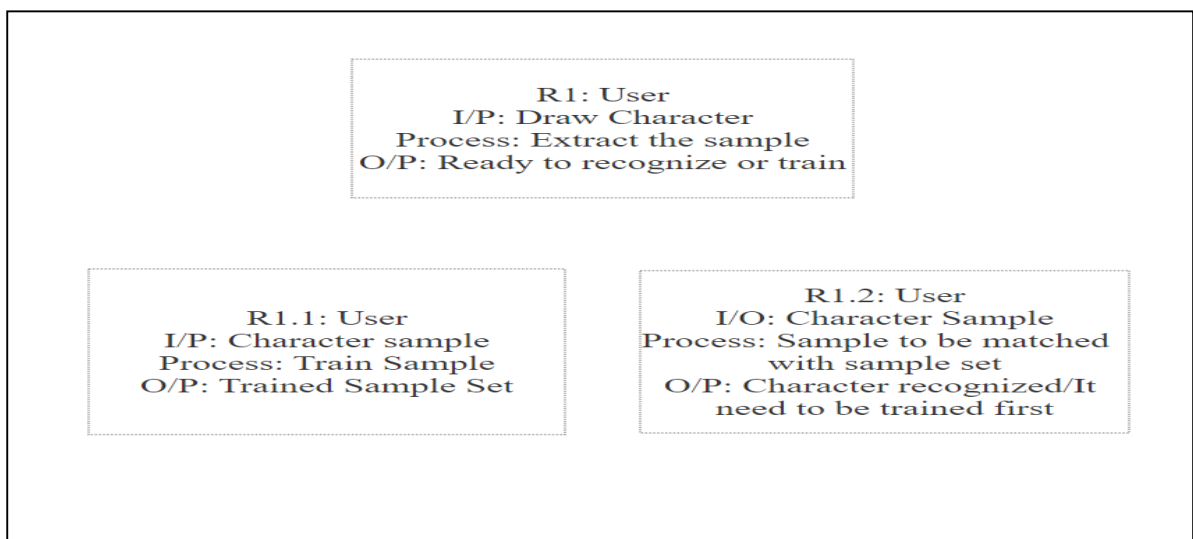 R1: User
I/P: Draw Character
Process: Extract the sample
O/P: Ready to recognize or train
R1.1: User
I/P: Character sample
Process: Train Sample
O/P: Trained Sample Set
R1.2: User
I/O: Character Sample
Process: Sample to be matched
with sample set
O/P: Character recognized/It
need to be trained first